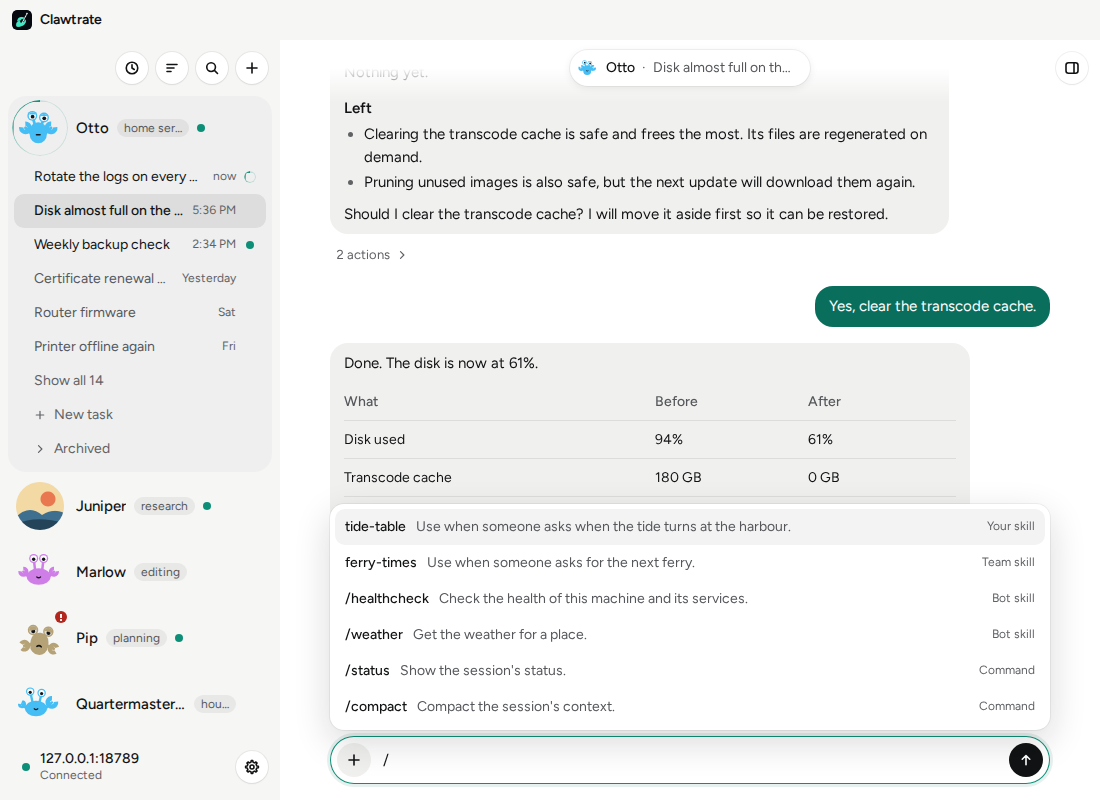 Clawtrate
Otto home ser...
Rotate the logs on every ... now
Disk almost full on the ... 5:36 PM
Weekly backup check 2:34 PM
Certificate renewal ... Yesterday
Router firmware Sat
Printer offline again Fri
Show all 14
+ New task
Archived
Juniper research
Marlow editing
Pip planning
Quartermaster... hou...
127.0.0.1:18789
Connected
Otto · Disk almost full on th...
Nothing yet.
Left
• Clearing the transcode cache is safe and frees the most. Its files are regenerated on
demand.
• Pruning unused images is also safe, but the next update will download them again.
Should I clear the transcode cache? I will move it aside first so it can be restored.
2 actions
Yes, clear the transcode cache.
Done. The disk is now at 61%.
What Before After
Disk used 94% 61%
Transcode cache 180 GB 0 GB
tide-table Use when someone asks when the tide turns at the harbour. Your skill
ferry-times Use when someone asks for the next ferry. Team skill
/healthcheck Check the health of this machine and its services. Bot skill
/weather Get the weather for a place. Bot skill
/status Show the session's status. Command
/compact Compact the session's context. Command
/